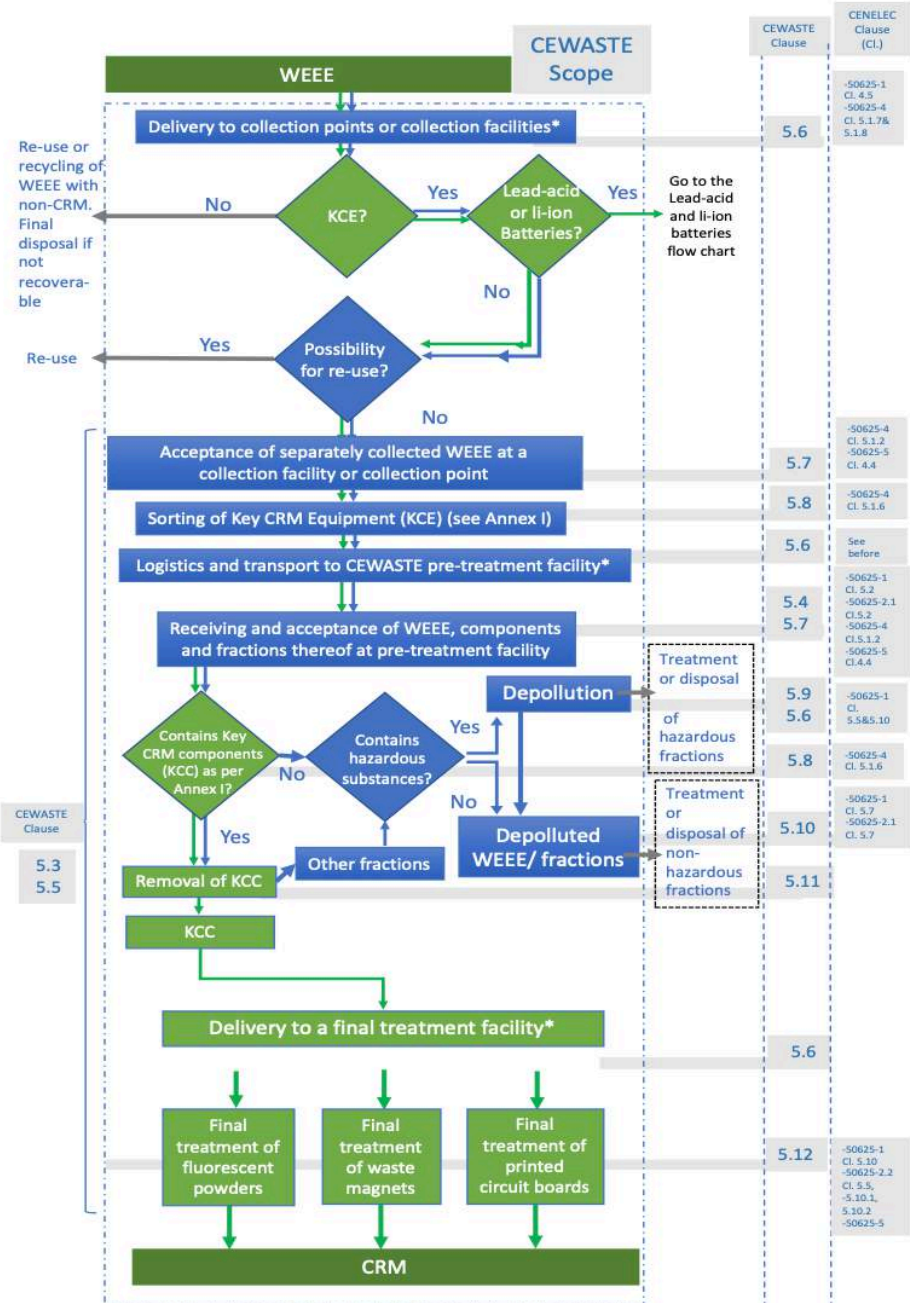 CEWASTE
Scope
CEWASTE
Clause
CENELEC
Clause
(Cl.)
WEEE
Delivery to collection points or collection facilities*
5.6
-50625-1
Cl. 4.5
-50625-4
Cl. 5.1.7&
5.1.8
Re-use or
recycling of
WEEE with
non-CRM.
Final
disposal if
not
recovera-
ble
No
KCE?
Yes
Lead-acid
or li-ion
Batteries?
Yes
Go to the
Lead-acid
and li-ion
batteries
flow chart
No
Re-use
Yes
Possibility
for re-use?
No
Acceptance of separately collected WEEE at a
collection facility or collection point
5.7
-50625-4
Cl. 5.1.2
-50625-5
Cl. 4.4
Sorting of Key CRM Equipment (KCE) (see Annex I)
5.8
-50625-4
Cl. 5.1.6
Logistics and transport to CEWASTE pre-treatment facility*
5.6
See
before
Receiving and acceptance of WEEE, components
and fractions thereof at pre-treatment facility
5.4
5.7
-50625-1
Cl. 5.2
-50625-2.1
Cl.5.2
-50625-4
Cl.5.1.2
-50625-5
Cl.4.4
Contains Key
CRM components
(KCC) as per
Annex I?
No
Contains
hazardous
substances?
Yes
Depollution
Treatment
or disposal
of
hazardous
fractions
5.9
5.6
-50625-1
Cl.
5.5&5.10
5.8
-50625-4
Cl. 5.1.6
No
Depolluted
WEEE/ fractions
Treatment
or
disposal of
non-
hazardous
fractions
5.10
-50625-1
Cl. 5.7
-50625-2.1
Cl. 5.7
Yes
Other fractions
Removal of KCC
5.11
CEWASTE
Clause
5.3
5.5
KCC
Delivery to a final treatment facility*
5.6
Final
treatment of
fluorescent
powders
Final
treatment
of waste
magnets
Final
treatment of
printed
circuit boards
5.12
-50625-1
Cl. 5.10
-50625-2.2
Cl. 5.5,
-5.10.1,
5.10.2
-50625-5
CRM